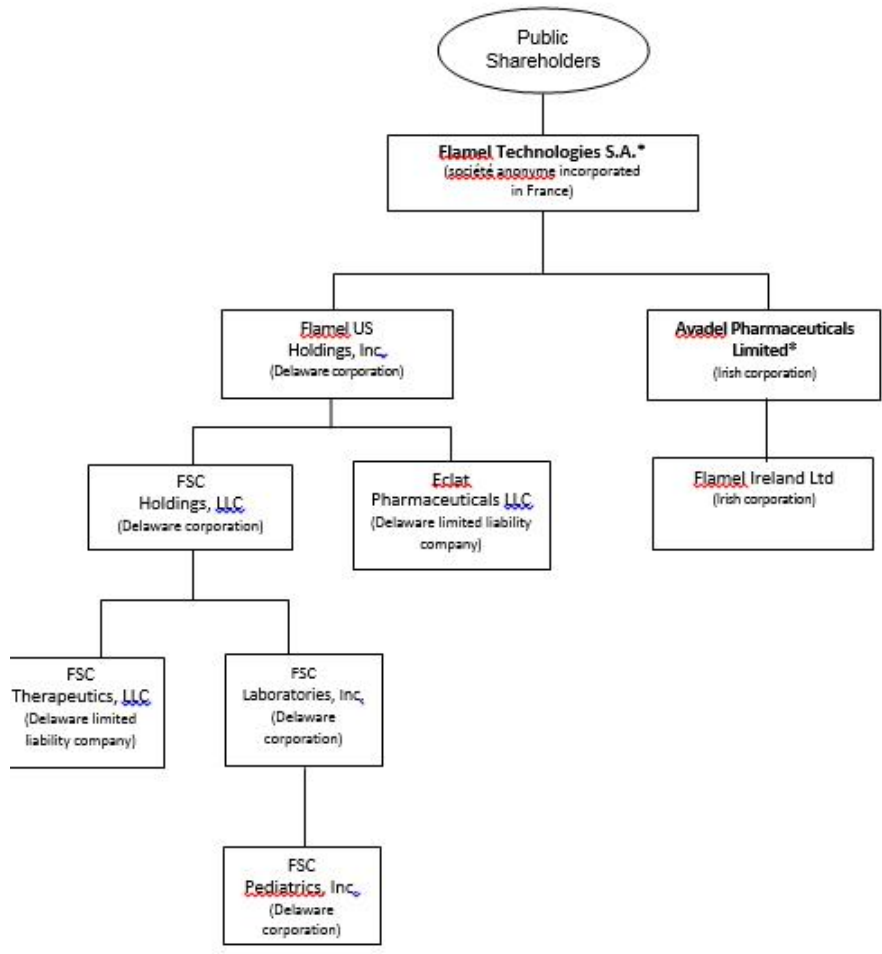 Public
Shareholders
Flamel Technologies S.A.*
(société anonyme incorporated
in France)
Flamel US
Holdings, Inc.
(Delaware corporation)
Avadel Pharmaceuticals
Limited*
(Irish corporation)
FSC
Holdings, LLC
(Delaware corporation)
Eclat
Pharmaceuticals LLC
(Delaware limited liability
company)
Flamel Ireland Ltd
(Irish corporation)
FSC
Therapeutics, LLC
(Delaware limited
liability company)
FSC
Laboratories, Inc.
(Delaware
corporation)
FSC
Pediatrics, Inc.
(Delaware
corporation)